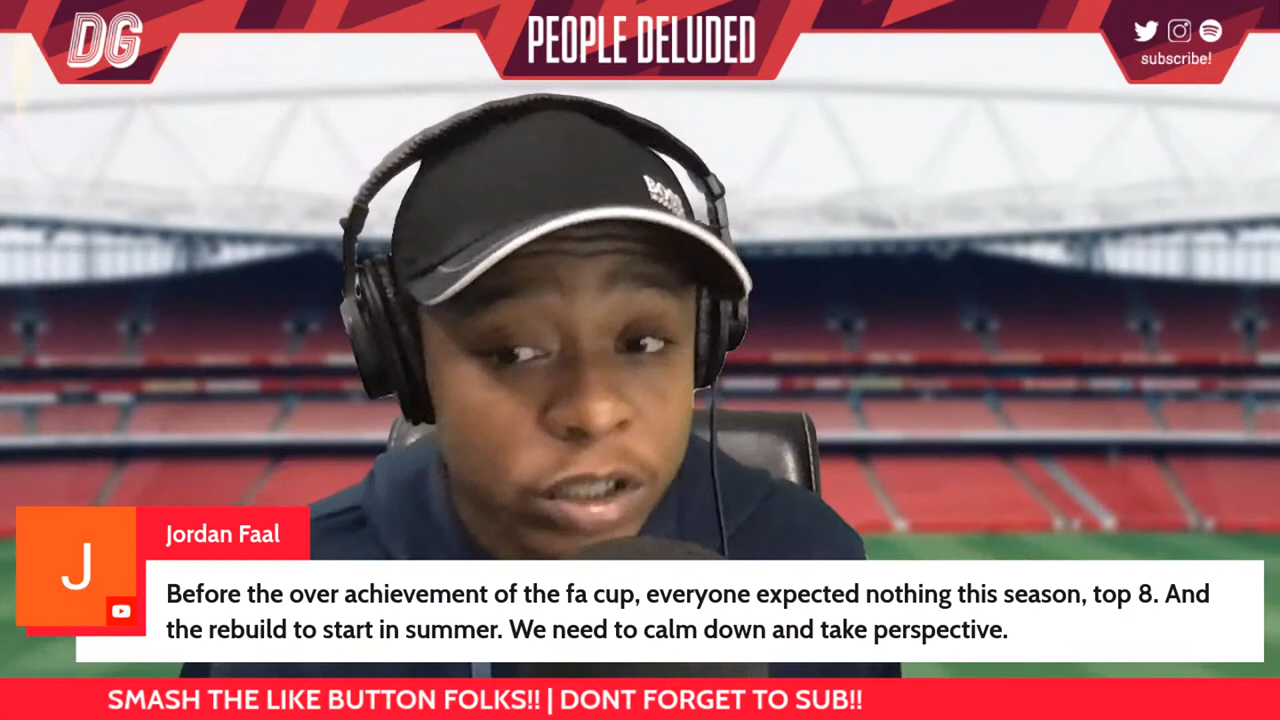 DG
PEOPLE DELUDED
subscribe!
BOSS
J
Jordan Faal
Before the over achievement of the fa cup, everyone expected nothing this season, top 8. And
the rebuild to start in summer. We need to calm down and take perspective.
SMASH THE LIKE BUTTON FOLKS!! | DONT FORGET TO SUB!!